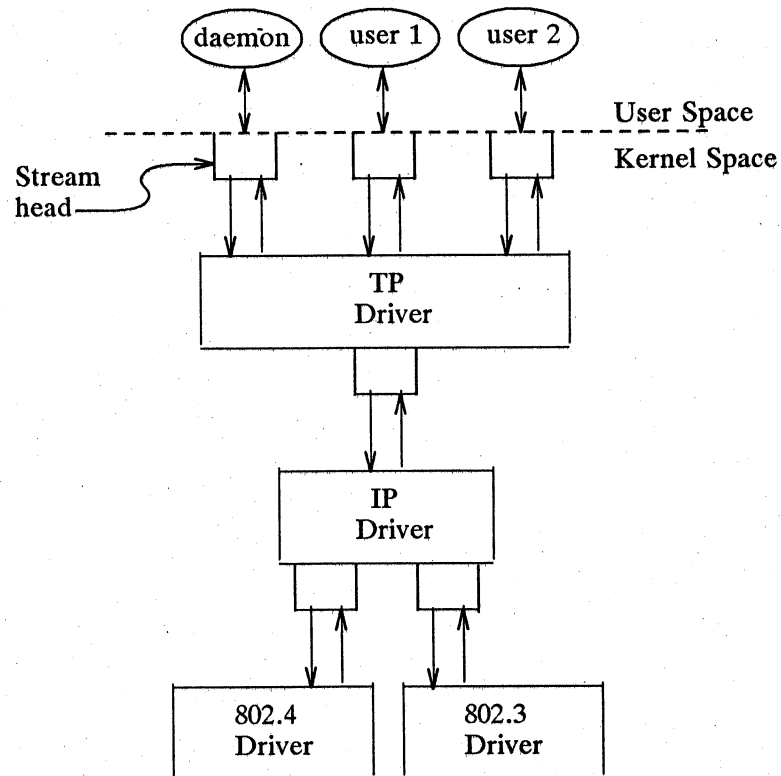 daemon
user 1
user 2
User Space
Kernel Space
Stream
head
TP
Driver
IP
Driver
802.4
Driver
802.3
Driver